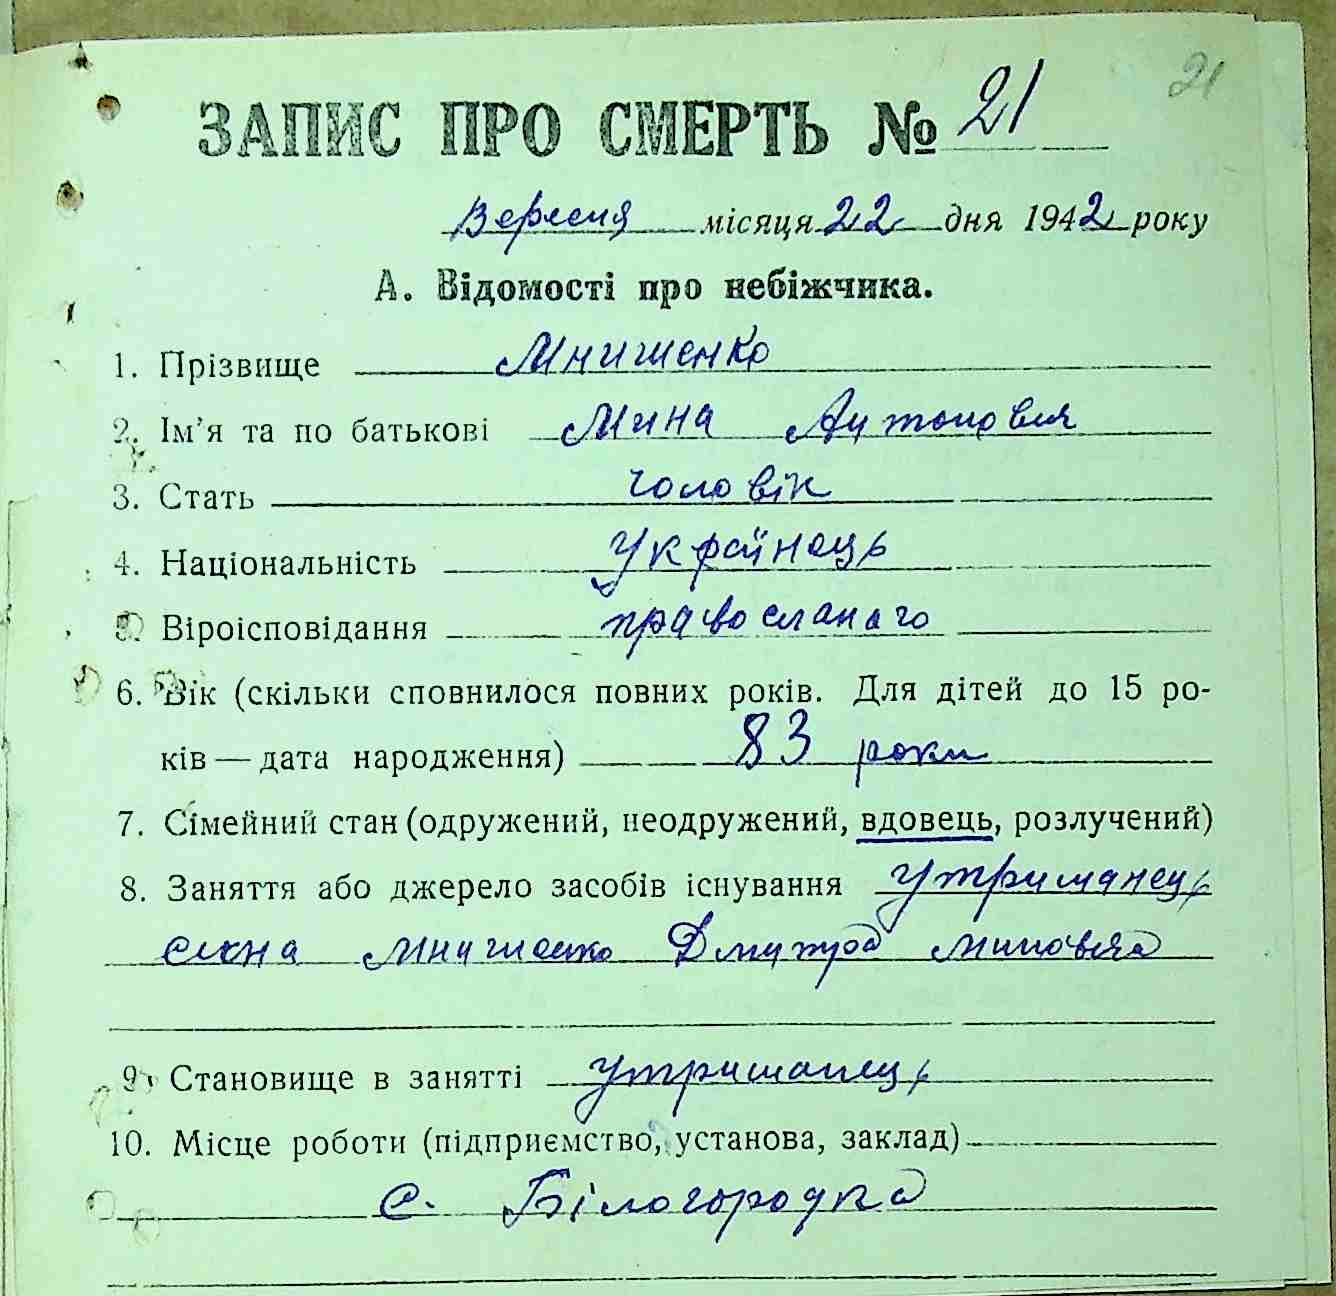 21
ЗАПИС ПРО СМЕРТЬ № 21
Вересня місяця 22 дня 1942 року
А. Відомості про небіжчика.
1. Прізвище Мнишенко
2. Ім'я та по батькові Мина Антонович
3. Стать чоловік
4. Національність Українець
5. Віроісповідання православного
6. Вік (скільки сповнилося повних років. Для дітей до 15 ро-
ків — дата народження) 83 роки
7. Сімейний стан (одружений, неодружений, вдовець, розлучений)
8. Заняття або джерело засобів існування Утриманець
сина Мнишенко Дмитра
9. Становище в занятті Утриманець
10. Місце роботи (підприємство, установа, заклад)
с. Білогородка